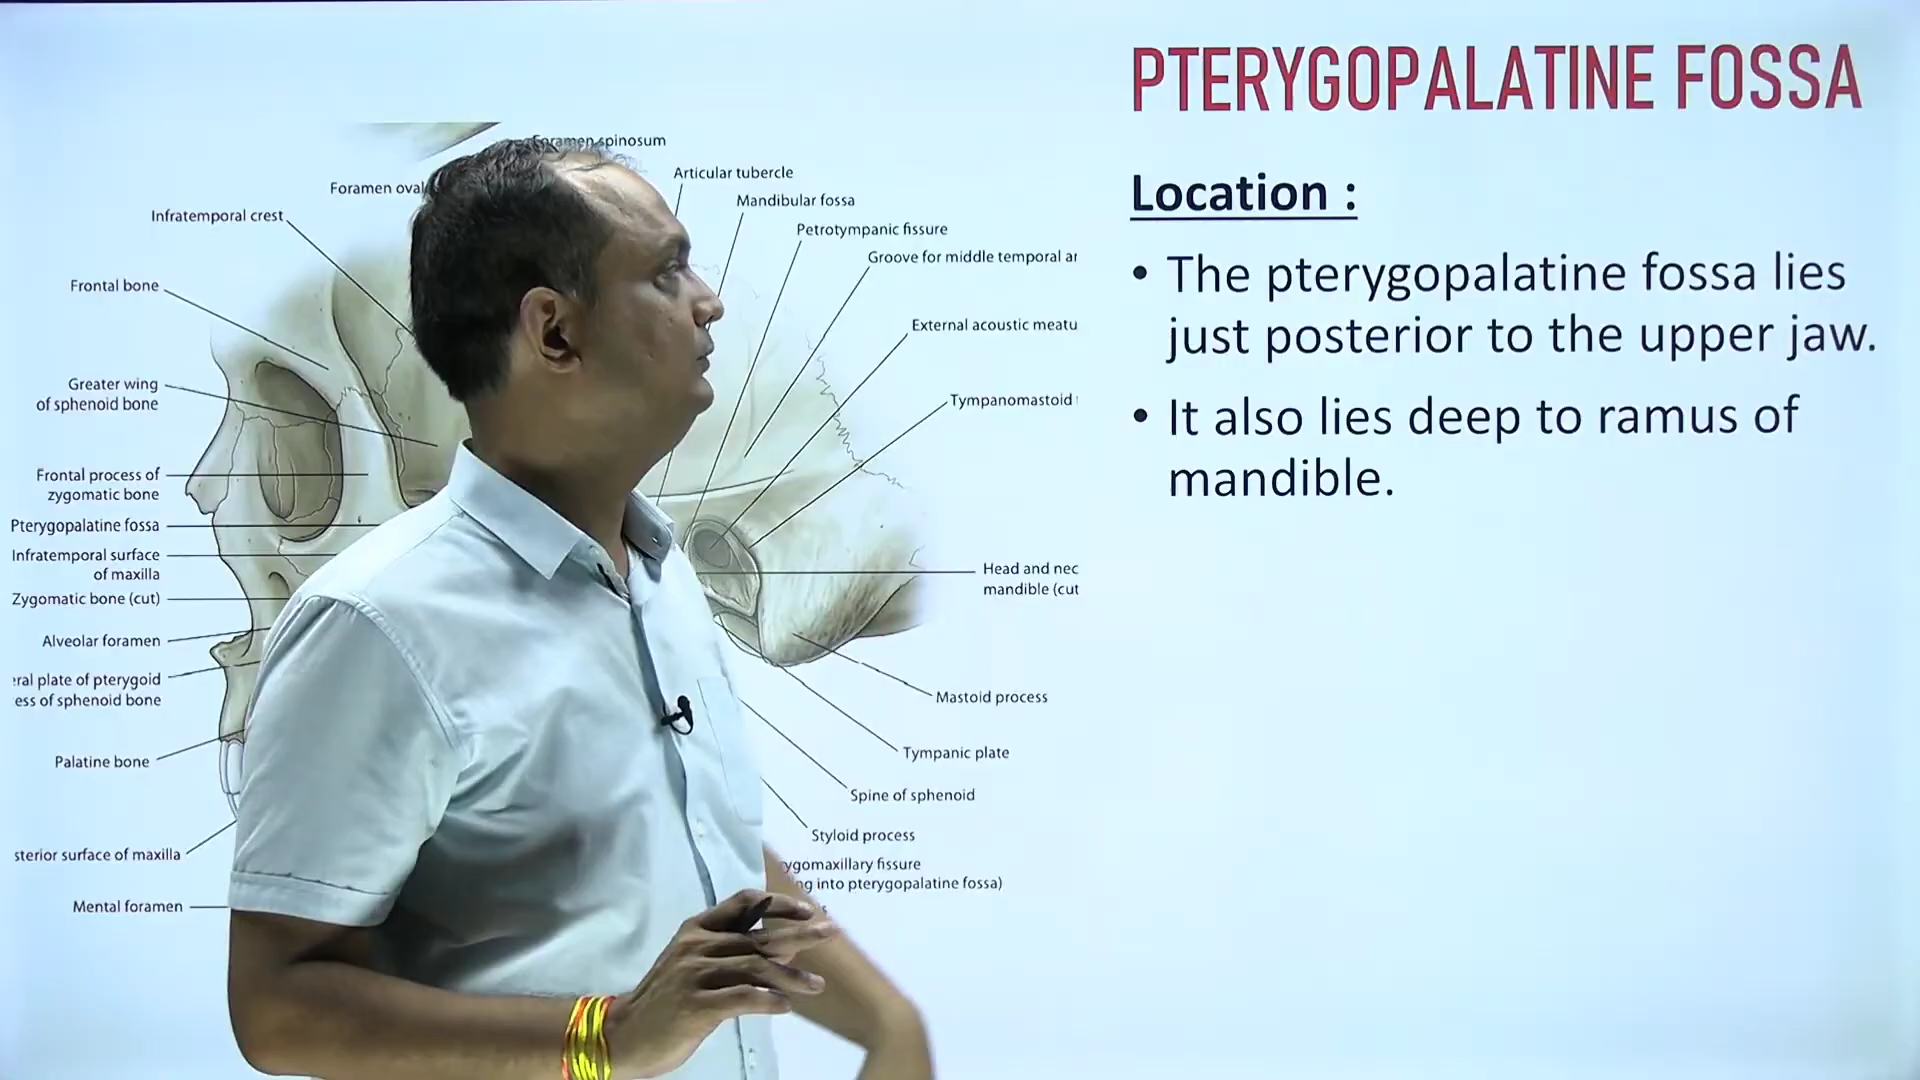 PTERYGOPALATINE FOSSA
Location :
• The pterygopalatine fossa lies
just posterior to the upper jaw.
• It also lies deep to ramus of
mandible.
Foramen spinosum
Foramen oval
Infratemporal crest
Frontal bone
Greater wing
of sphenoid bone
Frontal process of
zygomatic bone
Pterygopalatine fossa
Infratemporal surface
of maxilla
Zygomatic bone (cut)
Alveolar foramen
ral plate of pterygoid
ess of sphenoid bone
Palatine bone
sterior surface of maxilla
Mental foramen
Articular tubercle
Mandibular fossa
Petrotympanic fissure
Groove for middle temporal ar
External acoustic meatu
Tympanomastoid
Head and nec
mandible (cut
Mastoid process
Tympanic plate
Spine of sphenoid
Styloid process
ygomaxillary fissure
ng into pterygopalatine fossa)